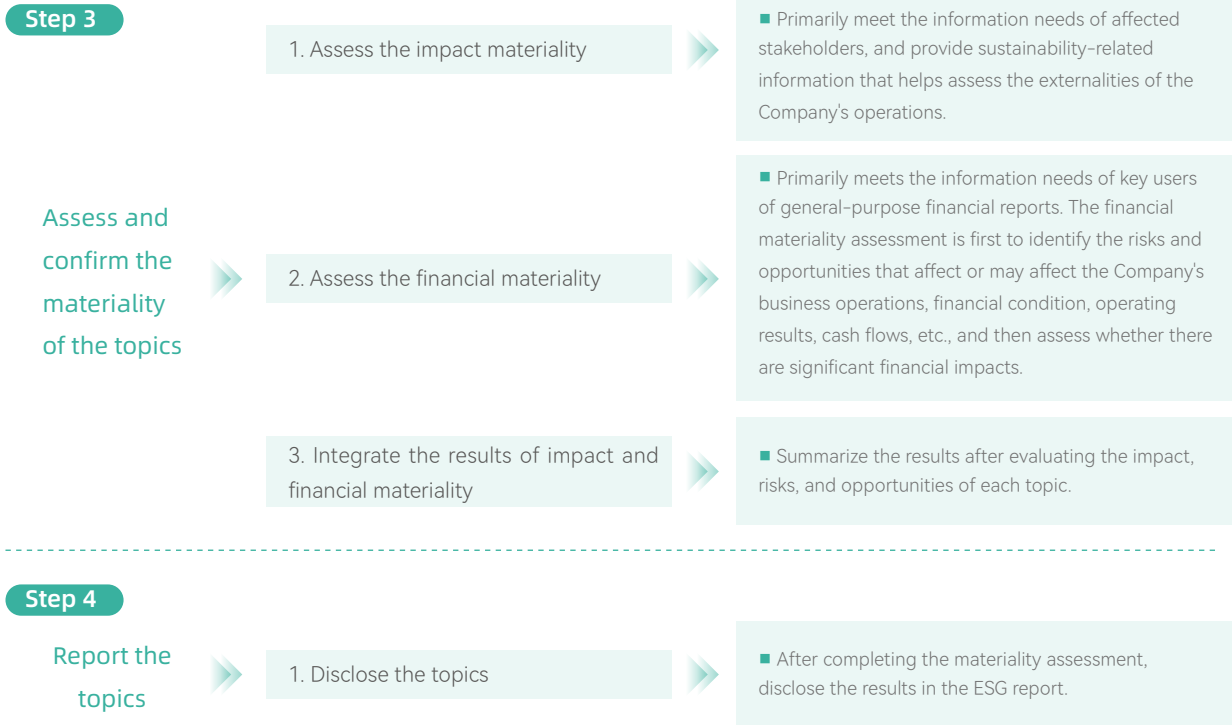 Step 3
1. Assess the impact materiality
■ Primarily meet the information needs of affected
stakeholders, and provide sustainability-related
information that helps assess the externalities of the
Company's operations.
Assess and
confirm the
materiality
of the topics
2. Assess the financial materiality
■ Primarily meets the information needs of key users
of general-purpose financial reports. The financial
materiality assessment is first to identify the risks and
opportunities that affect or may affect the Company's
business operations, financial condition, operating
results, cash flows, etc., and then assess whether there
are significant financial impacts.
3. Integrate the results of impact and
financial materiality
■ Summarize the results after evaluating the impact,
risks, and opportunities of each topic.
Step 4
Report the
topics
1. Disclose the topics
■ After completing the materiality assessment,
disclose the results in the ESG report.